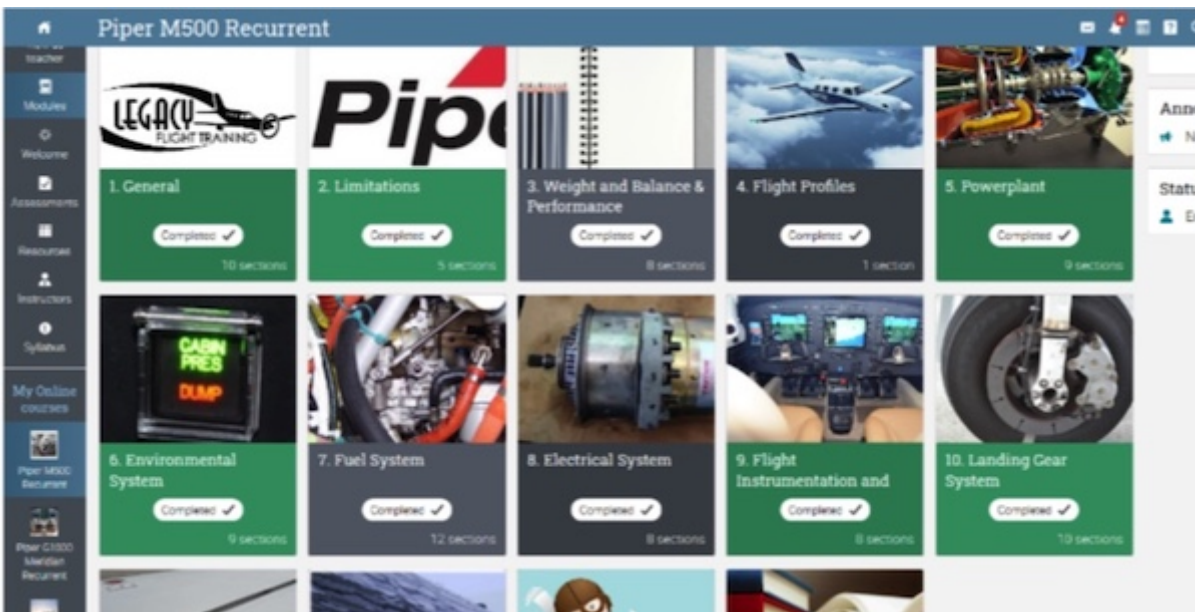 Piper M500 Recurrent
4
teacher
Modules
Welcome
Assessments
Resources
Instructors
Syllabus
My Online
courses
Piper M500
Recurrent
Piper G1000
Meridian
Recurrent
LEGACY
FLIGHT TRAINING
Pipe
1. General
Completed
10 sections
2. Limitations
Completed
5 sections
3. Weight and Balance &
Performance
Completed
8 sections
4. Flight Profiles
Completed
1 section
5. Powerplant
Completed
9 sections
Anno
N
Statu
CABIN
PRES
DUMP
6. Environmental
System
Completed
9 sections
7. Fuel System
Completed
12 sections
8. Electrical System
Completed
8 sections
9. Flight
Instrumentation and
Completed
8 sections
10. Landing Gear
System
Completed
10 sections